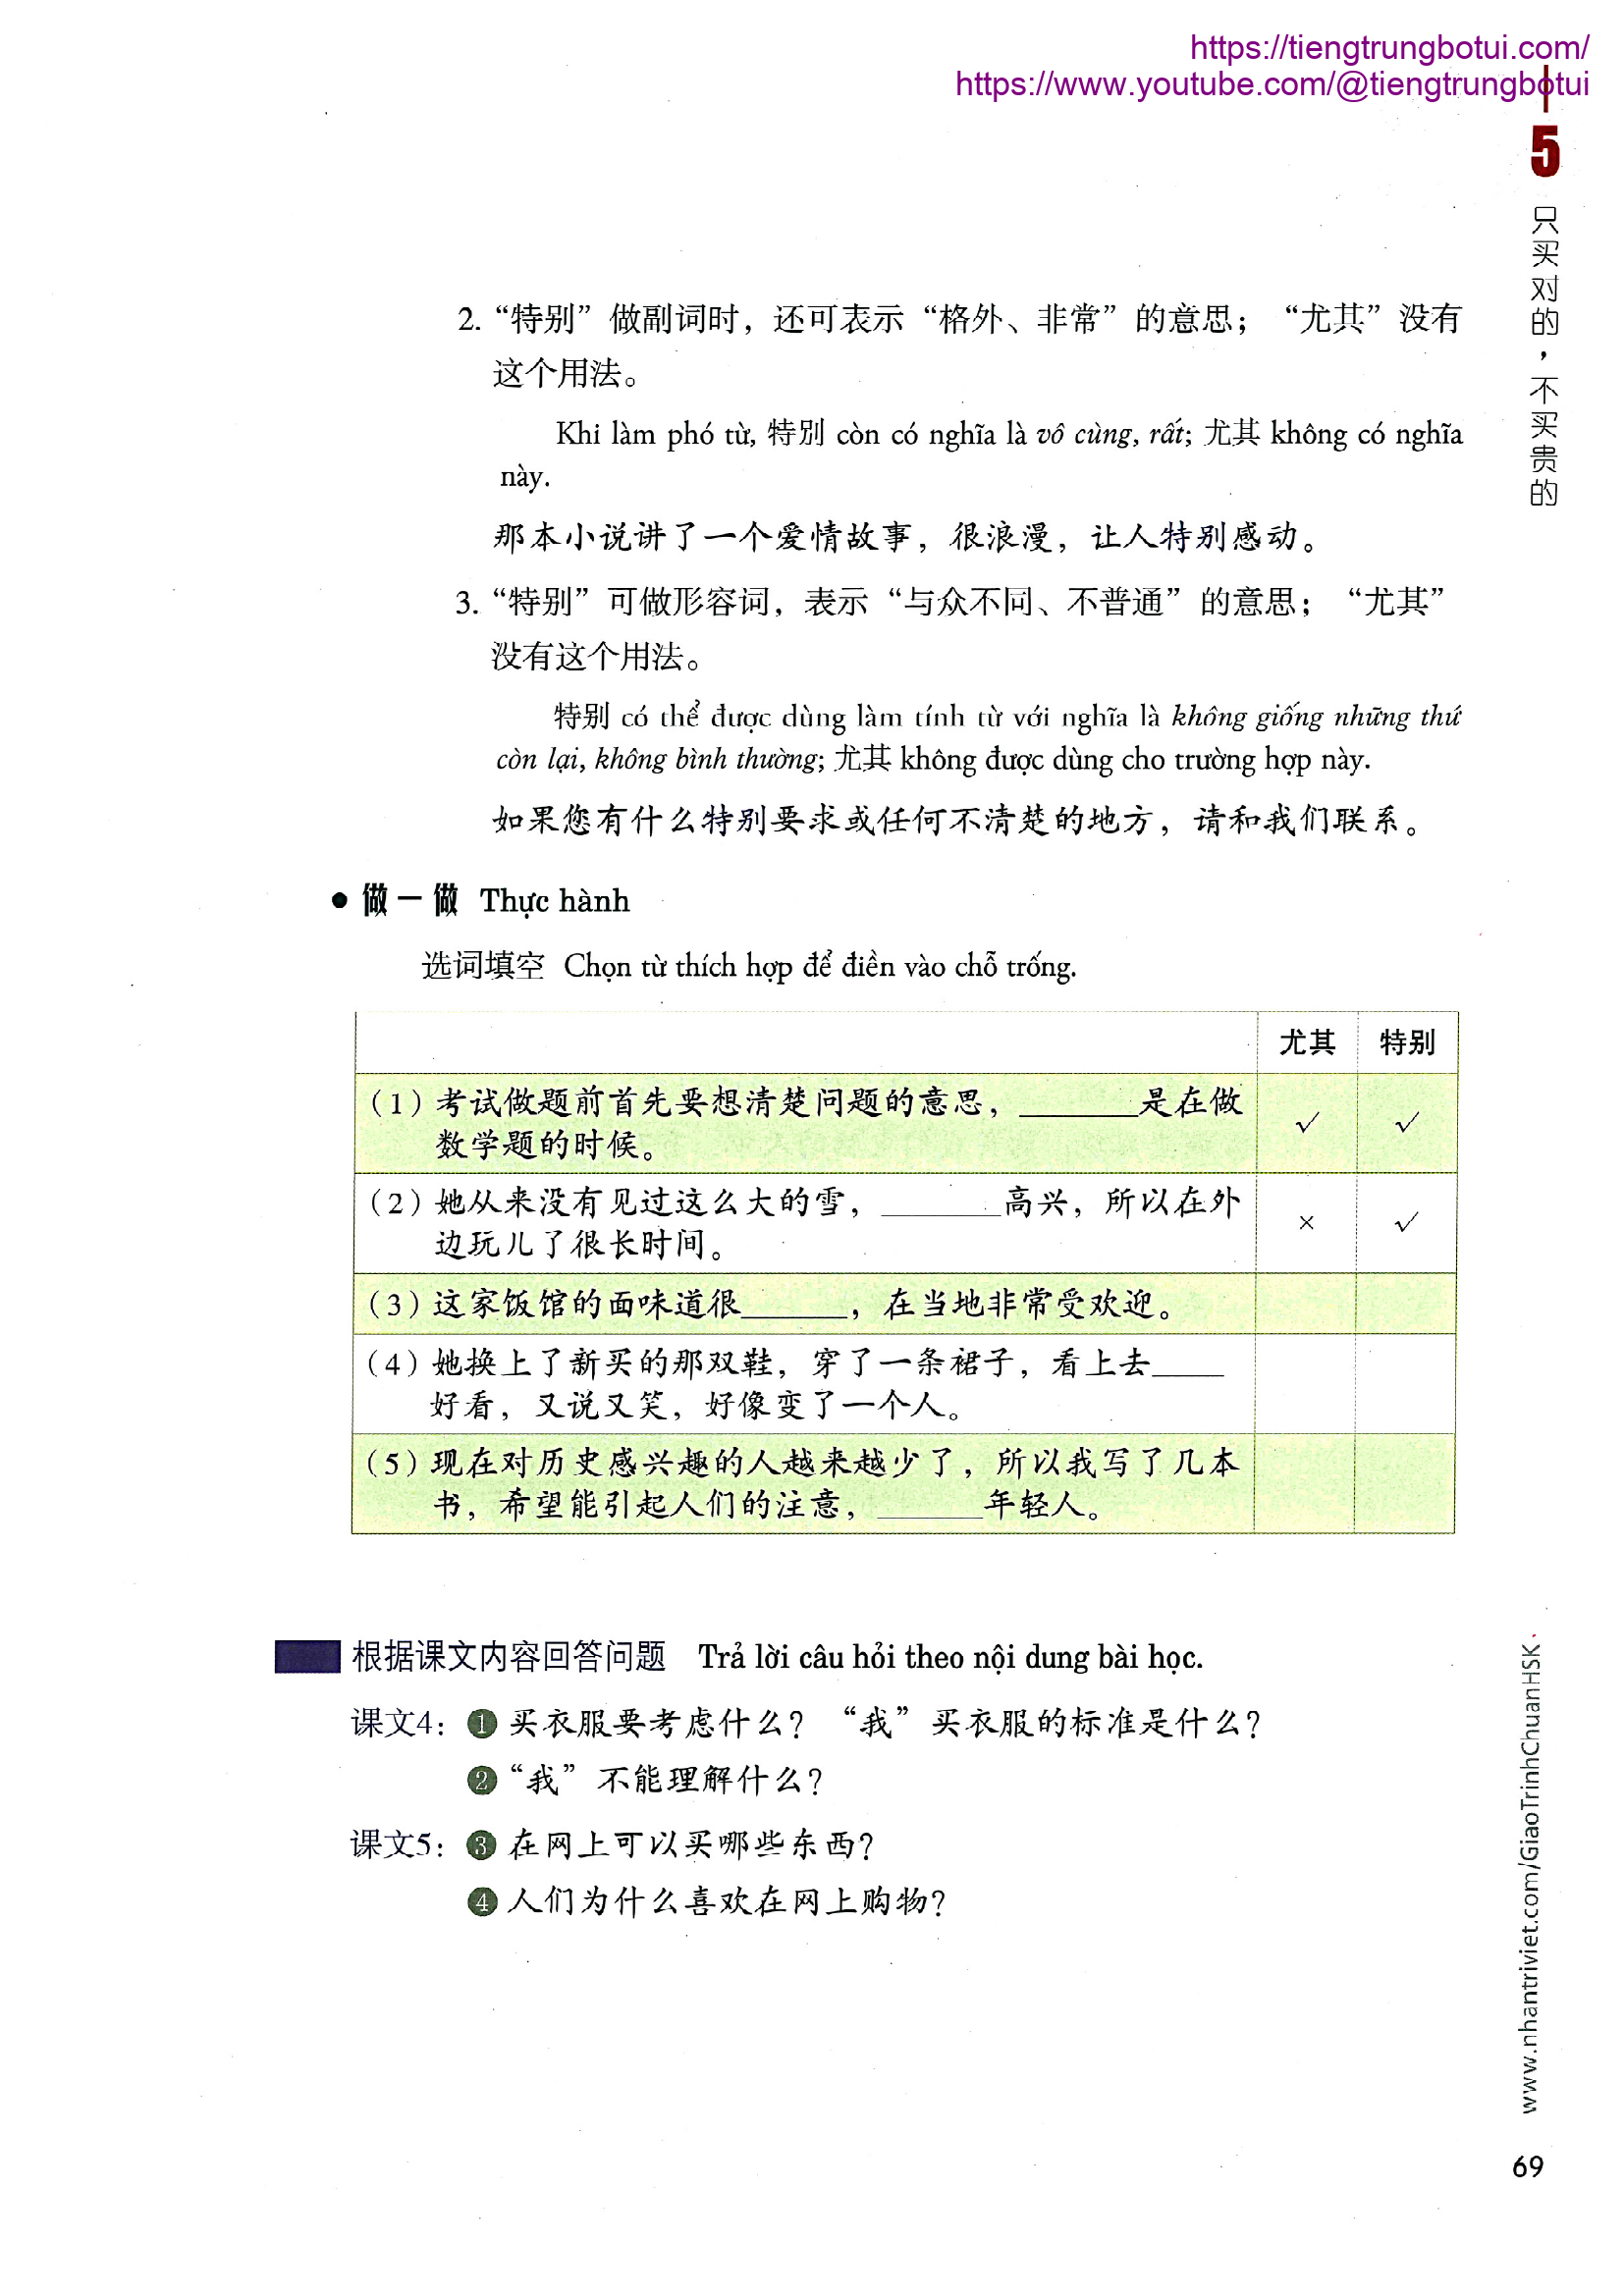 https://tiengtrungbotui.com/
https://www.youtube.com/@tiengtrungbotui
5
只买对的，不买贵的
2. “特别”做副词时，还可表示“格外、非常”的意思；“尤其”没有
这个用法。
Khi làm phó từ, 特别 còn có nghĩa là vô cùng, rất; 尤其 không có nghĩa
này.
那本小说讲了一个爱情故事，很浪漫，让人特别感动。
3. “特别”可做形容词，表示“与众不同、不普通”的意思；“尤其”
没有这个用法。
特别 có thể được dùng làm tính từ với nghĩa là không giống những thứ
còn lại, không bình thường; 尤其 không được dùng cho trường hợp này.
如果您有什么特别要求或任何不清楚的地方，请和我们联系。
● 做一做 Thực hành
选词填空 Chọn từ thích hợp để điền vào chỗ trống.
尤其 特别
（1）考试做题前首先要想清楚问题的意思，______是在做
数学题的时候。 √ √
（2）她从来没有见过这么大的雪，______高兴，所以在外
边玩儿了很长时间。 × √
（3）这家饭馆的面味道很______，在当地非常受欢迎。
（4）她换上了新买的那双鞋，穿了一条裙子，看上去____
好看，又说又笑，好像变了一个人。
（5）现在对历史感兴趣的人越来越少了，所以我写了几本
书，希望能引起人们的注意，______年轻人。
根据课文内容回答问题 Trả lời câu hỏi theo nội dung bài học.
课文4：❶ 买衣服要考虑什么？“我”买衣服的标准是什么？
❷ “我”不能理解什么？
课文5：❸ 在网上可以买哪些东西？
❹ 人们为什么喜欢在网上购物？
www.nhantriviet.com/GiaoTrinhChuanHSK
69